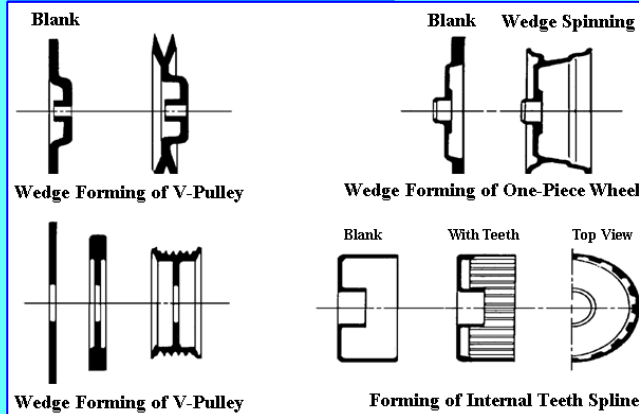 Blank
Blank Wedge Spinning
Wedge Forming of V-Pulley
Wedge Forming of One-Piece Wheel
Blank With Teeth Top View
Wedge Forming of V-Pulley
Forming of Internal Teeth Spline